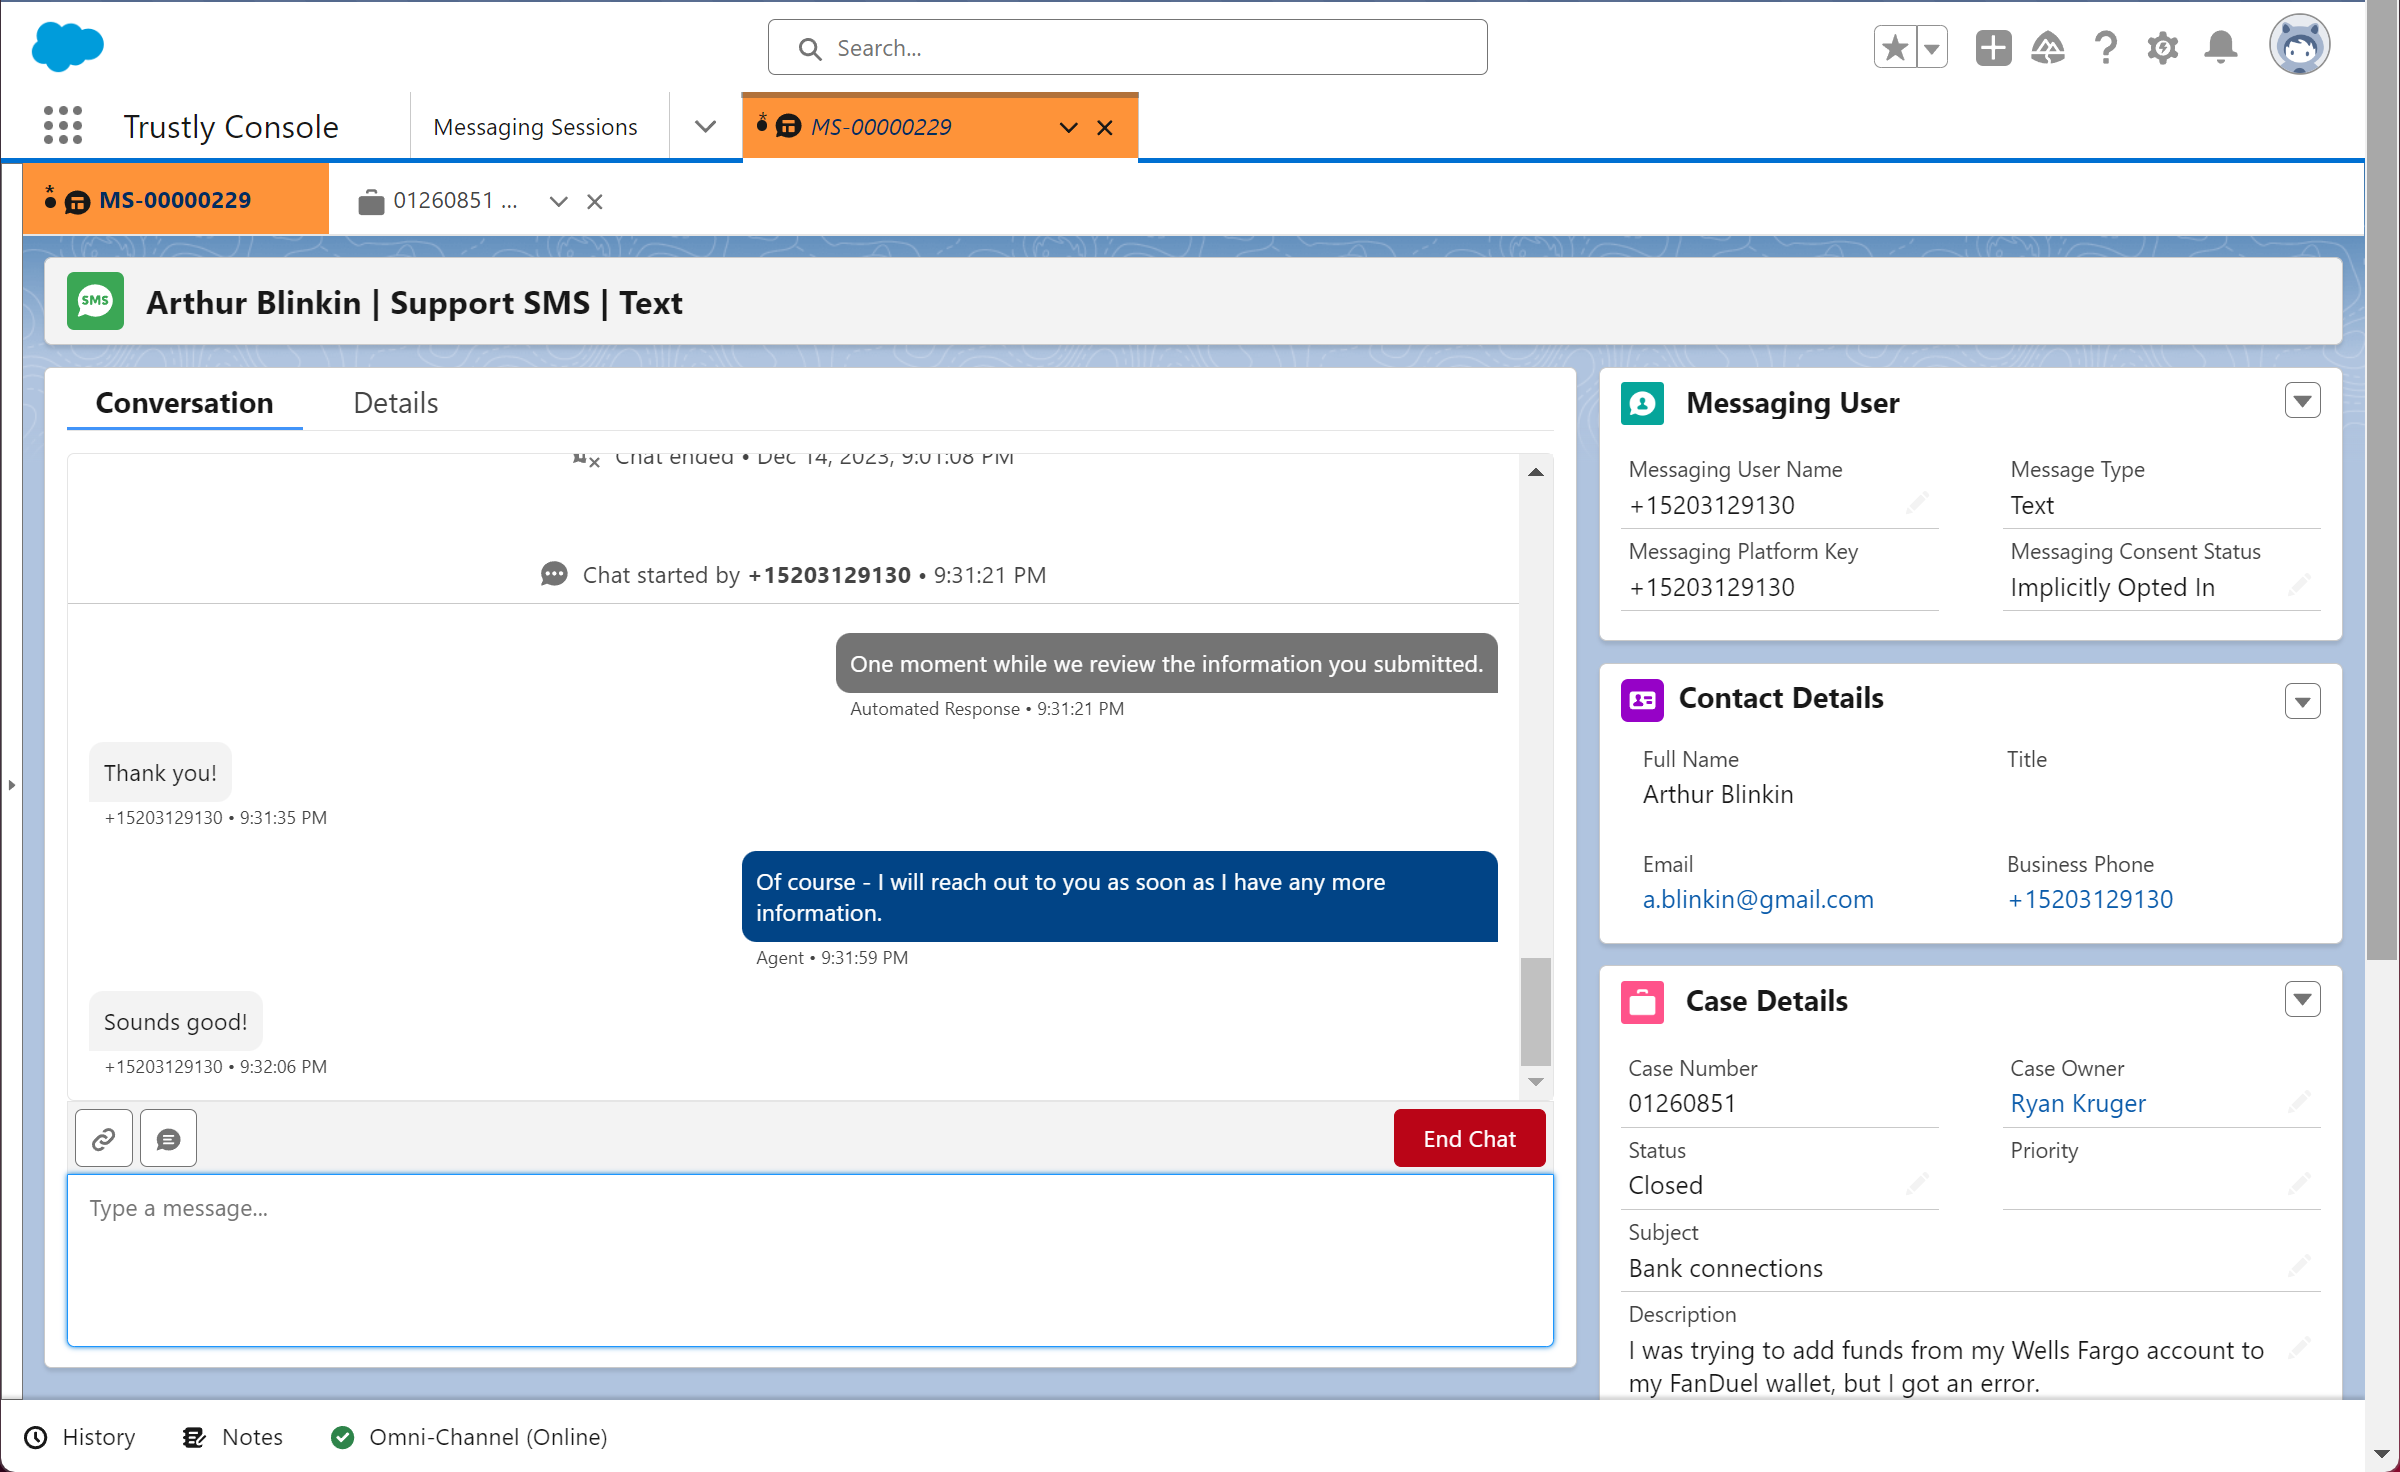 Search...
Trustly Console
Messaging Sessions
* MS-00000229
* MS-00000229
01260851 ...
SMS
Arthur Blinkin | Support SMS | Text
Conversation
Details
Chat ended • Dec 14, 2023, 9:01:08 PM
Chat started by +15203129130 • 9:31:21 PM
One moment while we review the information you submitted.
Automated Response • 9:31:21 PM
Thank you!
+15203129130 • 9:31:35 PM
Of course - I will reach out to you as soon as I have any more
information.
Agent • 9:31:59 PM
Sounds good!
+15203129130 • 9:32:06 PM
End Chat
Type a message...
Messaging User
Messaging User Name
+15203129130
Message Type
Text
Messaging Platform Key
+15203129130
Messaging Consent Status
Implicitly Opted In
Contact Details
Full Name
Arthur Blinkin
Title
Email
a.blinkin@gmail.com
Business Phone
+15203129130
Case Details
Case Number
01260851
Case Owner
Ryan Kruger
Status
Closed
Priority
Subject
Bank connections
Description
I was trying to add funds from my Wells Fargo account to
my FanDuel wallet, but I got an error.
History
Notes
Omni-Channel (Online)